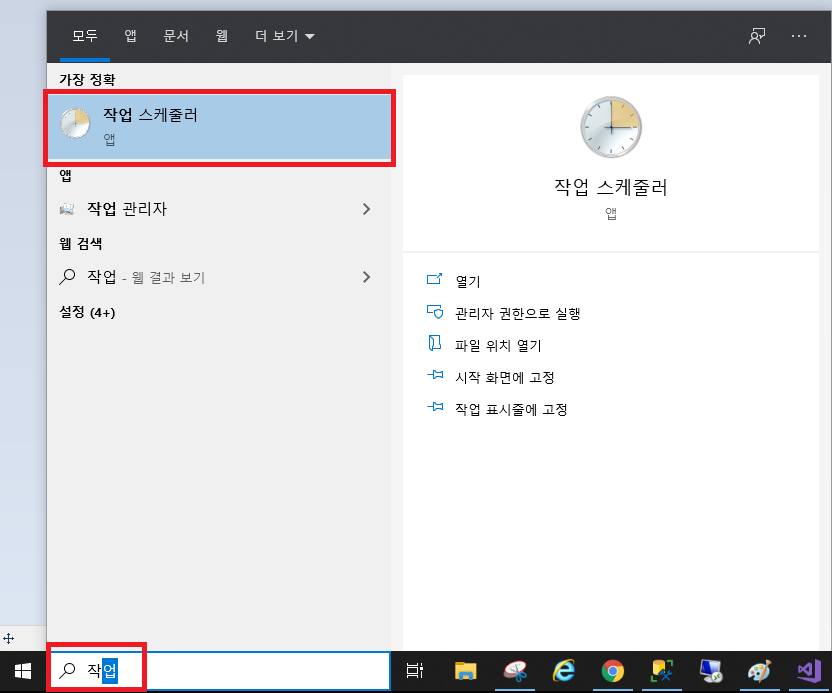 모두 앱 문서 웹 더 보기
가장 정확
작업 스케줄러
앱
앱
작업 관리자
웹 검색
작업 - 웹 결과 보기
설정 (4+)
작업 스케줄러
앱
열기
관리자 권한으로 실행
파일 위치 열기
시작 화면에 고정
작업 표시줄에 고정
작업